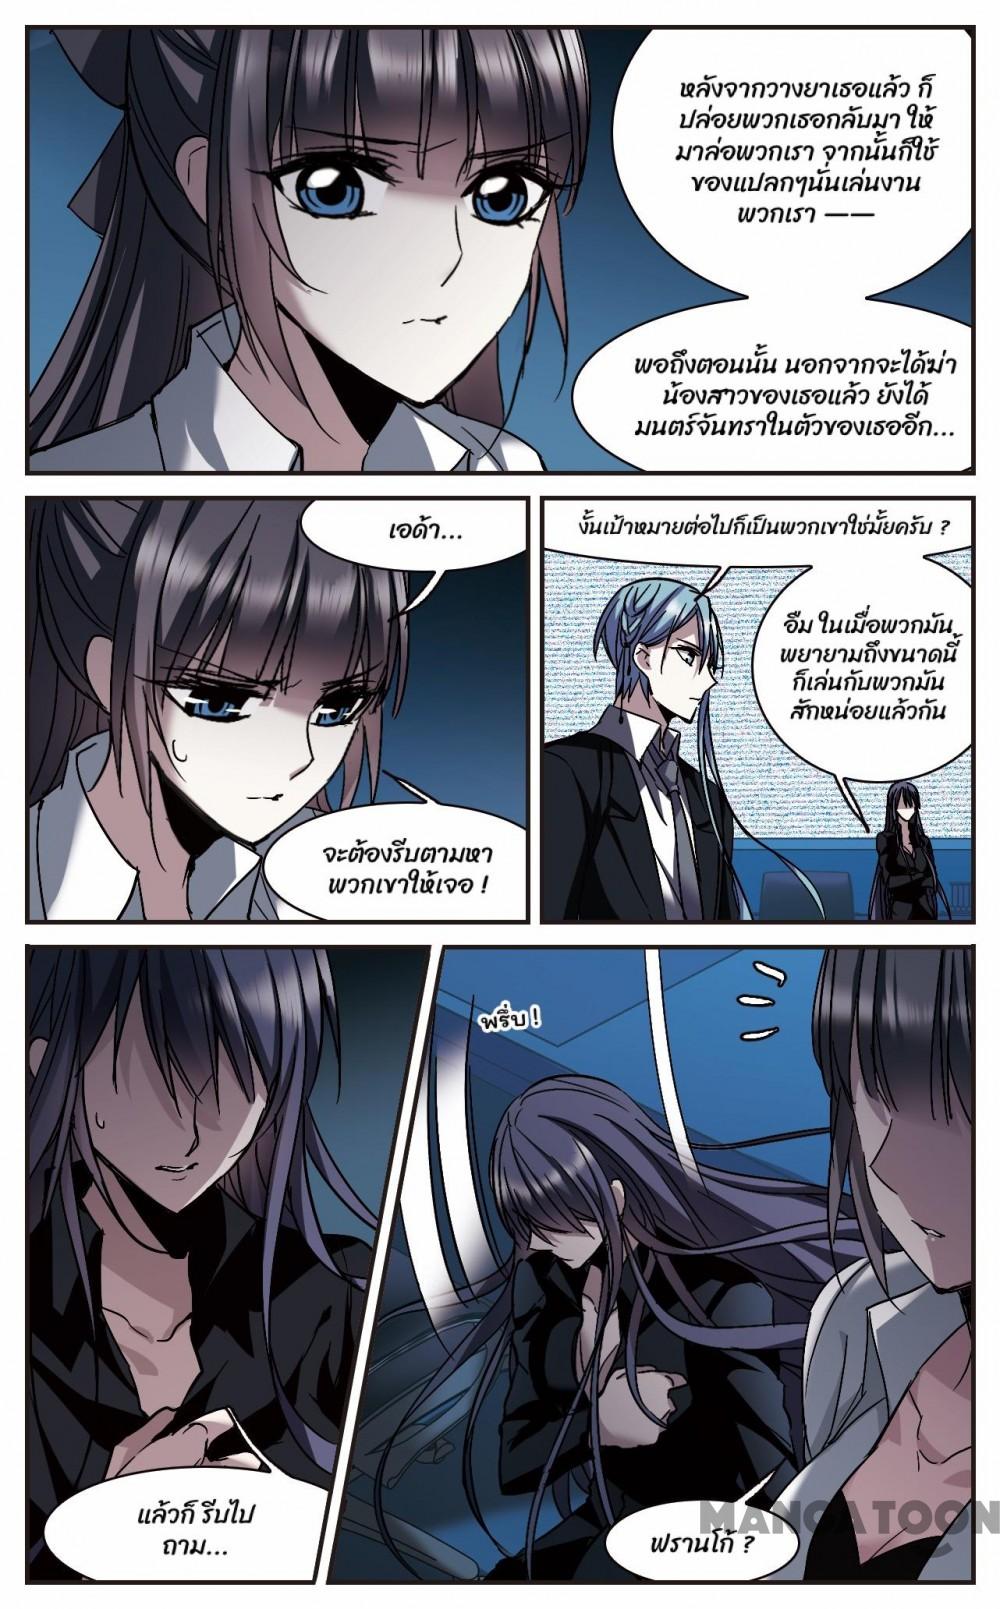 หลังจากวางยาเธอแล้ว ก็
ปล่อยพวกเธอกลับมา ให้
มาล่อพวกเรา จากนั้นก็ใช้
ของแปลกๆนั่นเล่นงาน
พวกเรา ——
พอถึงตอนนั้น นอกจากจะได้ฆ่า
น้องสาวของเธอแล้ว ยังได้
มนตร์จันทราในตัวของเธออีก...
เอด้า...
จะต้องรีบตามหา
พวกเขาให้เจอ !
งั้นเป้าหมายต่อไปก็เป็นพวกเขาใช่มั้ยครับ ?
อืม ในเมื่อพวกมัน
พยายามถึงขนาดนี้
ก็เล่นกับพวกมัน
สักหน่อยแล้วกัน
แล้วก็ รีบไป
ถาม...
พรึ่บ !
ฟรานโก้ ?
MANGATOON